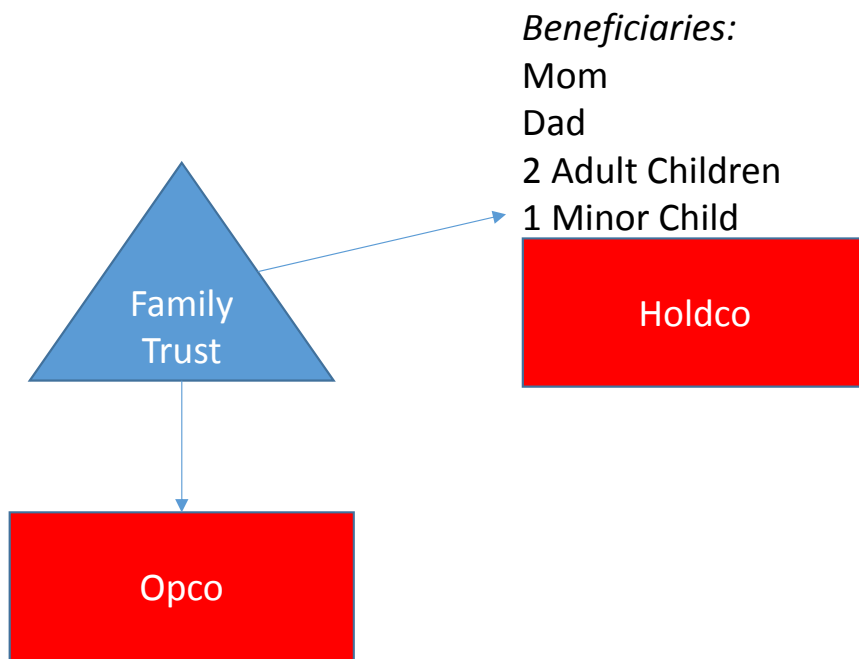 Beneficiaries:
Mom
Dad
2 Adult Children
1 Minor Child
Family
Trust
Holdco
Opco